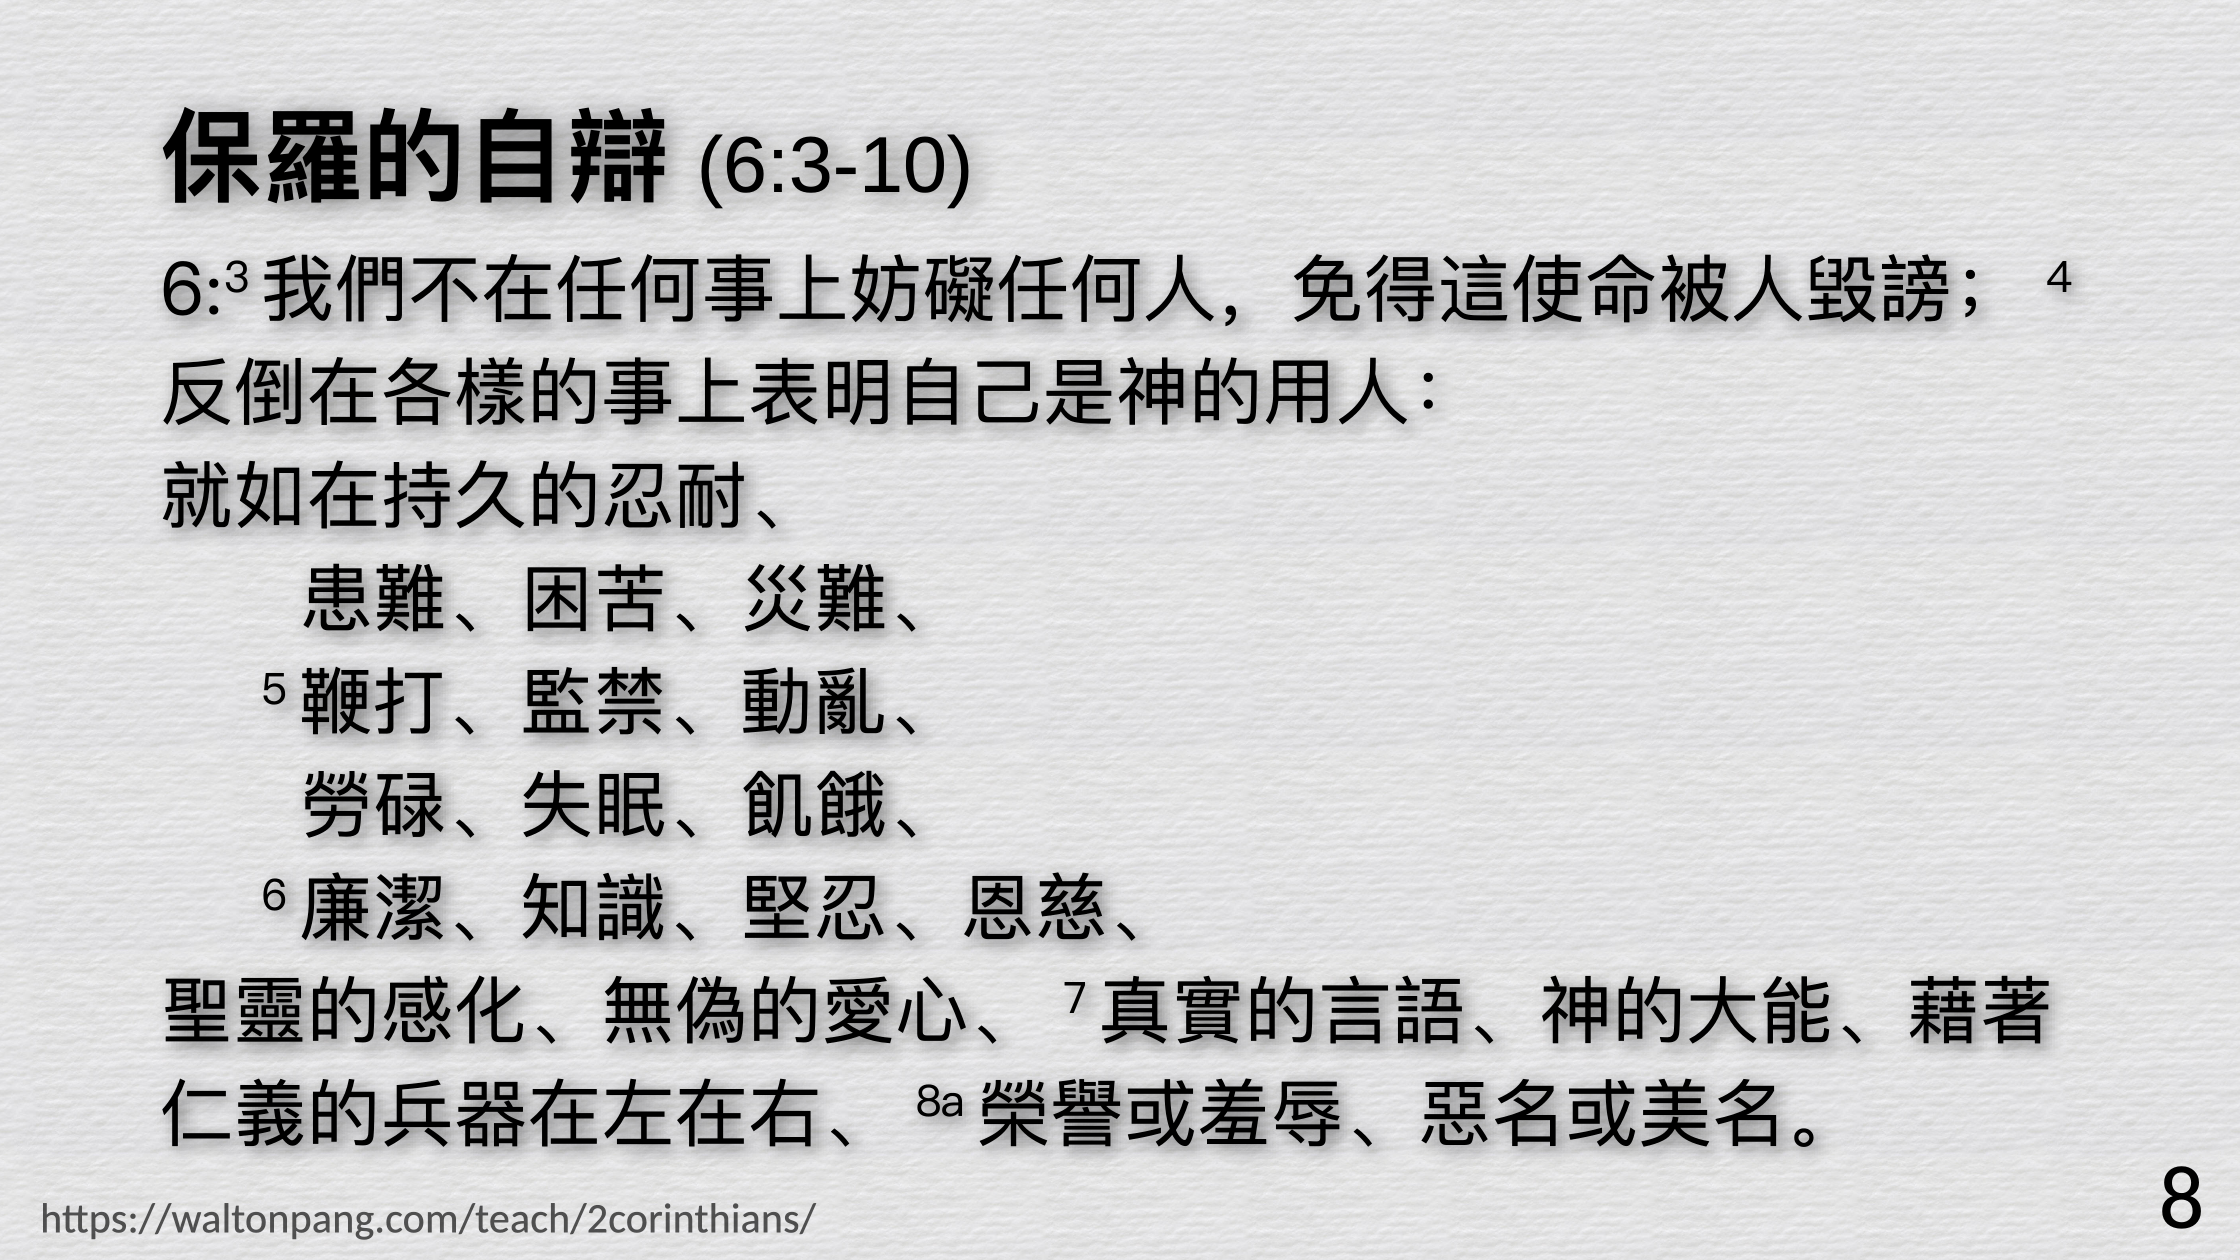 保羅的自辯 (6:3-10)
6:3 我們不在任何事上妨礙任何人，免得這使命被人毀謗； 4
反倒在各樣的事上表明自己是神的用人：
就如在持久的忍耐、
患難、困苦、災難、
5 鞭打、監禁、動亂、
勞碌、失眠、飢餓、
6 廉潔、知識、堅忍、恩慈、
聖靈的感化、無偽的愛心、 7 真實的言語、神的大能、藉著
仁義的兵器在左在右、 8a 榮譽或羞辱、惡名或美名。
https://waltonpang.com/teach/2corinthians/
8